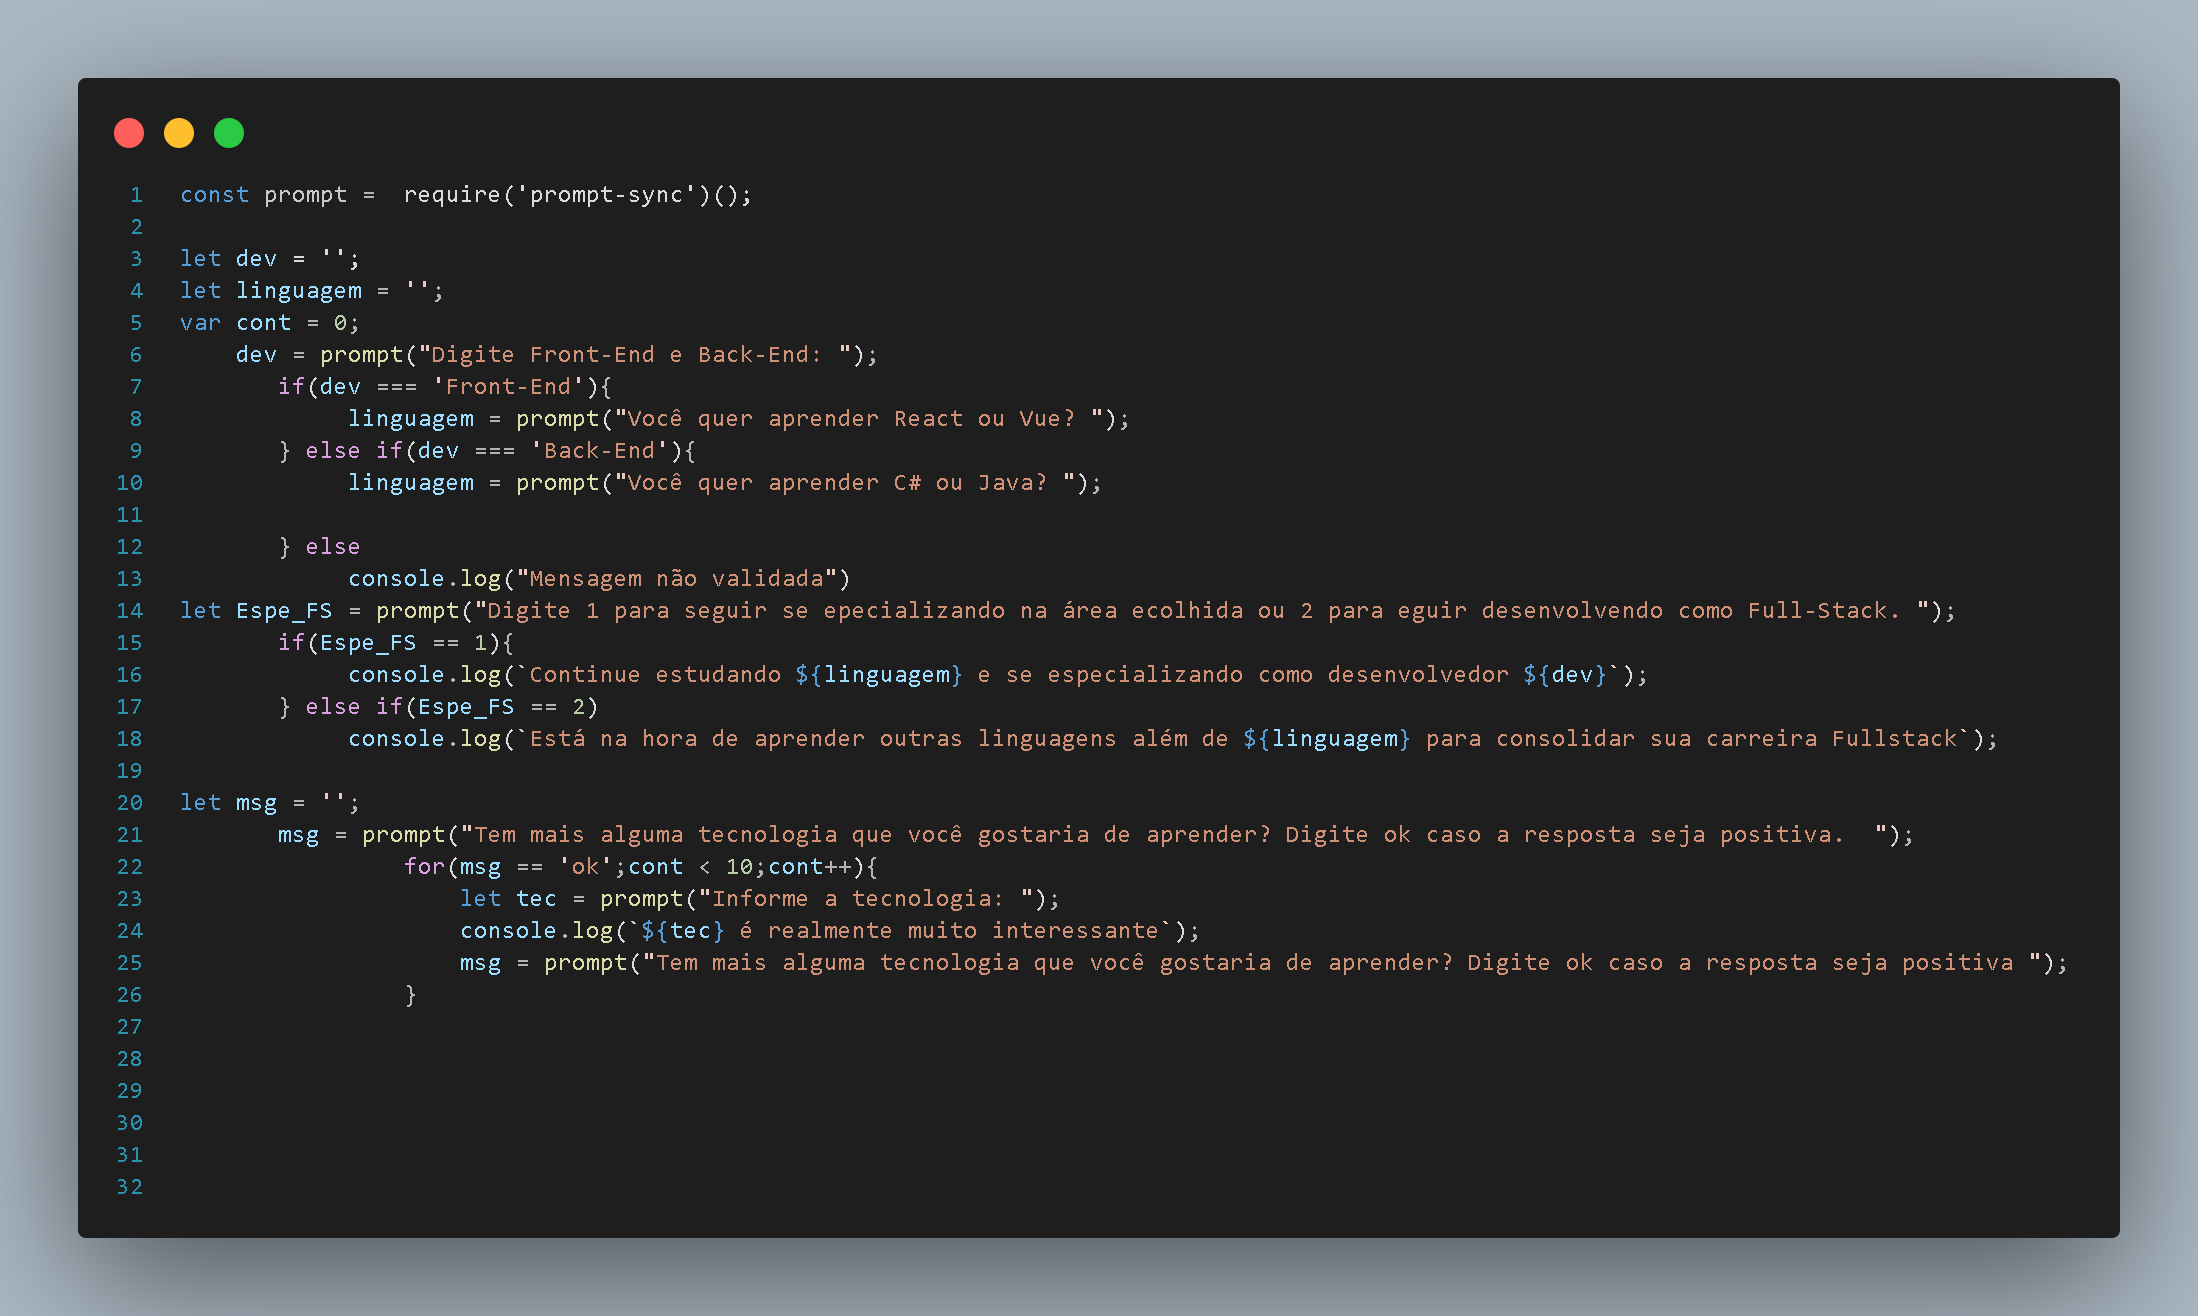 1 const prompt =  require('prompt-sync')();
2
3 let dev = '';
4 let linguagem = '';
5 var cont = 0;
6     dev = prompt("Digite Front-End e Back-End: ");
7        if(dev === 'Front-End'){
8             linguagem = prompt("Você quer aprender React ou Vue? ");
9        } else if(dev === 'Back-End'){
10             linguagem = prompt("Você quer aprender C# ou Java? ");
11
12        } else
13             console.log("Mensagem não validada")
14 let Espe_FS = prompt("Digite 1 para seguir se epecializando na área ecolhida ou 2 para eguir desenvolvendo como Full-Stack. ");
15        if(Espe_FS == 1){
16             console.log(`Continue estudando ${linguagem} e se especializando como desenvolvedor ${dev}`);
17        } else if(Espe_FS == 2)
18             console.log(`Está na hora de aprender outras linguagens além de ${linguagem} para consolidar sua carreira Fullstack`);
19
20 let msg = '';
21        msg = prompt("Tem mais alguma tecnologia que você gostaria de aprender? Digite ok caso a resposta seja positiva.  ");
22                 for(msg == 'ok';cont < 10;cont++){
23                     let tec = prompt("Informe a tecnologia: ");
24                     console.log(`${tec} é realmente muito interessante`);
25                     msg = prompt("Tem mais alguma tecnologia que você gostaria de aprender? Digite ok caso a resposta seja positiva ");
26                 }
27
28
29
30
31
32